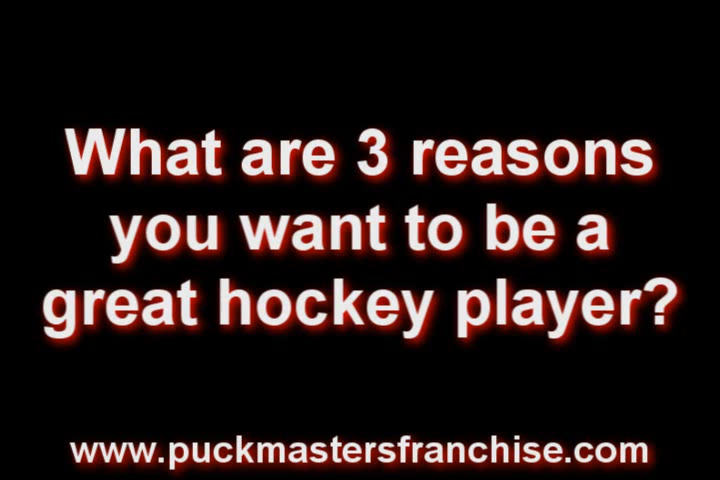 What are 3 reasons
you want to be a
great hockey player?
www.puckmastersfranchise.com